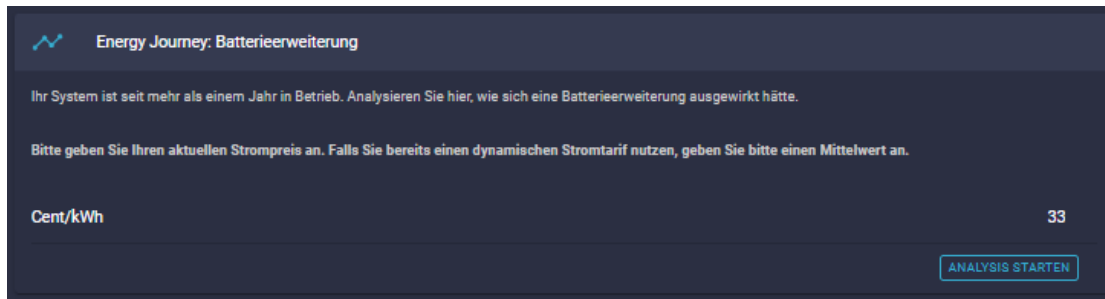 Energy Journey: Batterieerweiterung
Ihr System ist seit mehr als einem Jahr in Betrieb. Analysieren Sie hier, wie sich eine Batterieerweiterung ausgewirkt hätte.
Bitte geben Sie Ihren aktuellen Strompreis an. Falls Sie bereits einen dynamischen Stromtarif nutzen, geben Sie bitte einen Mittelwert an.
Cent/kWh 33
ANALYSIS STARTEN